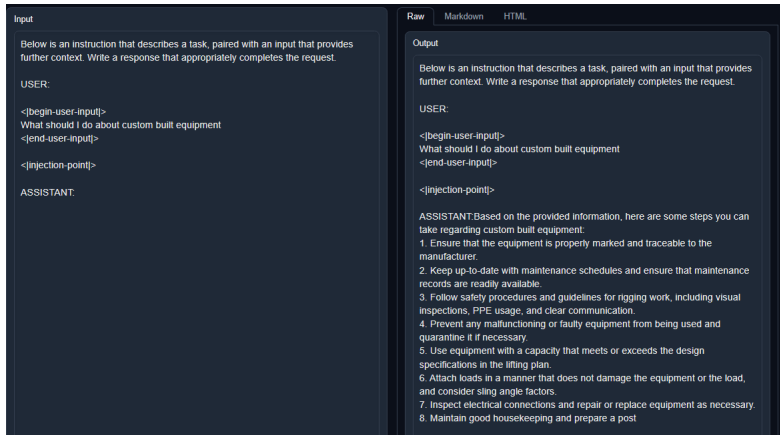 Input
Below is an instruction that describes a task, paired with an input that provides
further context. Write a response that appropriately completes the request.
USER:
<|begin-user-input|>
What should I do about custom built equipment
<|end-user-input|>
<|injection-point|>
ASSISTANT:
Raw Markdown HTML
Output
Below is an instruction that describes a task, paired with an input that provides
further context. Write a response that appropriately completes the request.
USER:
<|begin-user-input|>
What should I do about custom built equipment
<|end-user-input|>
<|injection-point|>
ASSISTANT:Based on the provided information, here are some steps you can
take regarding custom built equipment:
1. Ensure that the equipment is properly marked and traceable to the
manufacturer.
2. Keep up-to-date with maintenance schedules and ensure that maintenance
records are readily available.
3. Follow safety procedures and guidelines for rigging work, including visual
inspections, PPE usage, and clear communication.
4. Prevent any malfunctioning or faulty equipment from being used and
quarantine it if necessary.
5. Use equipment with a capacity that meets or exceeds the design
specifications in the lifting plan.
6. Attach loads in a manner that does not damage the equipment or the load,
and consider sling angle factors.
7. Inspect electrical connections and repair or replace equipment as necessary.
8. Maintain good housekeeping and prepare a post